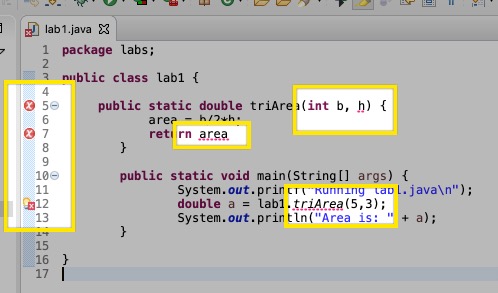 lab1.java
1 package labs;
2
3 public class lab1 {
4
5 public static double triArea(int b, h) {
6 area = b/2*h;
7 return area
8 }
9
10 public static void main(String[] args) {
11 System.out.printf("Running lab1.java\n");
12 double a = lab1.triArea(5,3);
13 System.out.println("Area is: " + a);
14 }
15
16 }
17